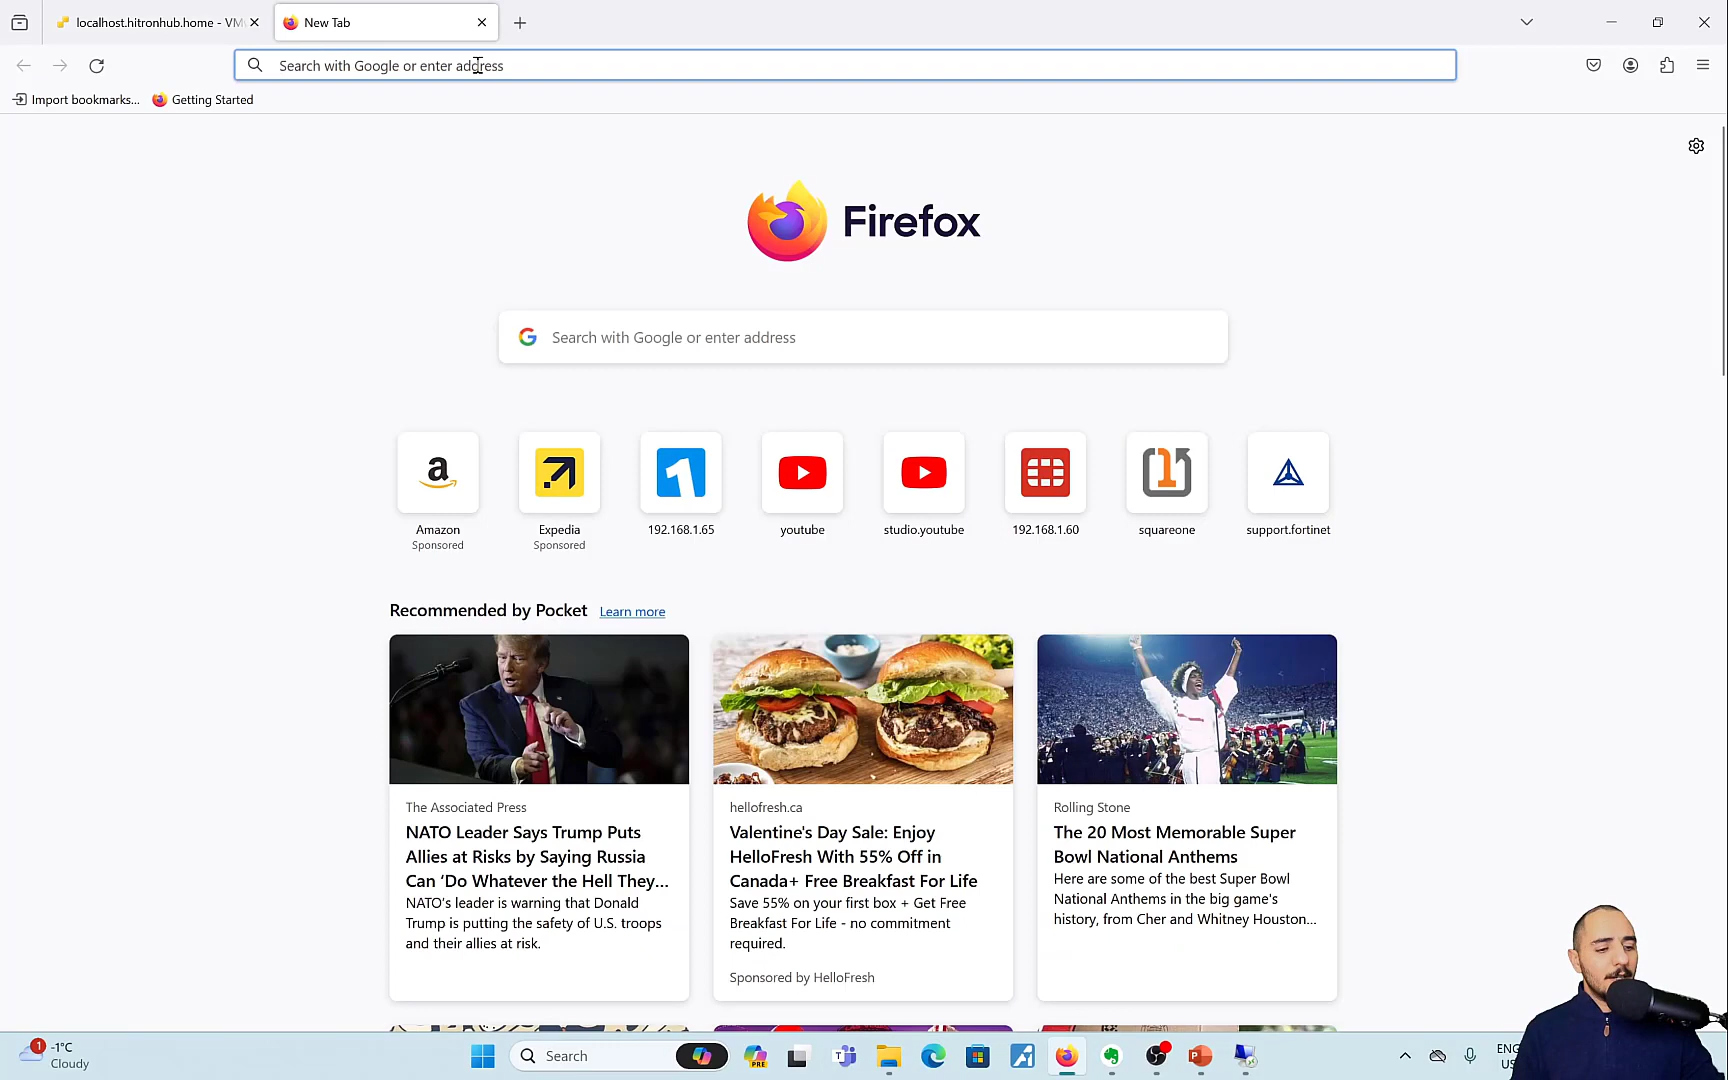 localhost.hitronhub.home - VM
New Tab
Search with Google or enter address
Import bookmarks...
Getting Started
Firefox
Search with Google or enter address
Amazon
Sponsored
Expedia
Sponsored
192.168.1.65
youtube
studio.youtube
192.168.1.60
squareone
support.fortinet
Recommended by Pocket Learn more
The Associated Press
NATO Leader Says Trump Puts
Allies at Risks by Saying Russia
Can ‘Do Whatever the Hell They...
NATO’s leader is warning that Donald
Trump is putting the safety of U.S. troops
and their allies at risk.
hellofresh.ca
Valentine's Day Sale: Enjoy
HelloFresh With 55% Off in
Canada+ Free Breakfast For Life
Save 55% on your first box + Get Free
Breakfast For Life - no commitment
required.
Sponsored by HelloFresh
Rolling Stone
The 20 Most Memorable Super
Bowl National Anthems
Here are some of the best Super Bowl
National Anthems in the big game's
history, from Cher and Whitney Houston...
1
-1°C
Cloudy
Search
PRE
ENG
US